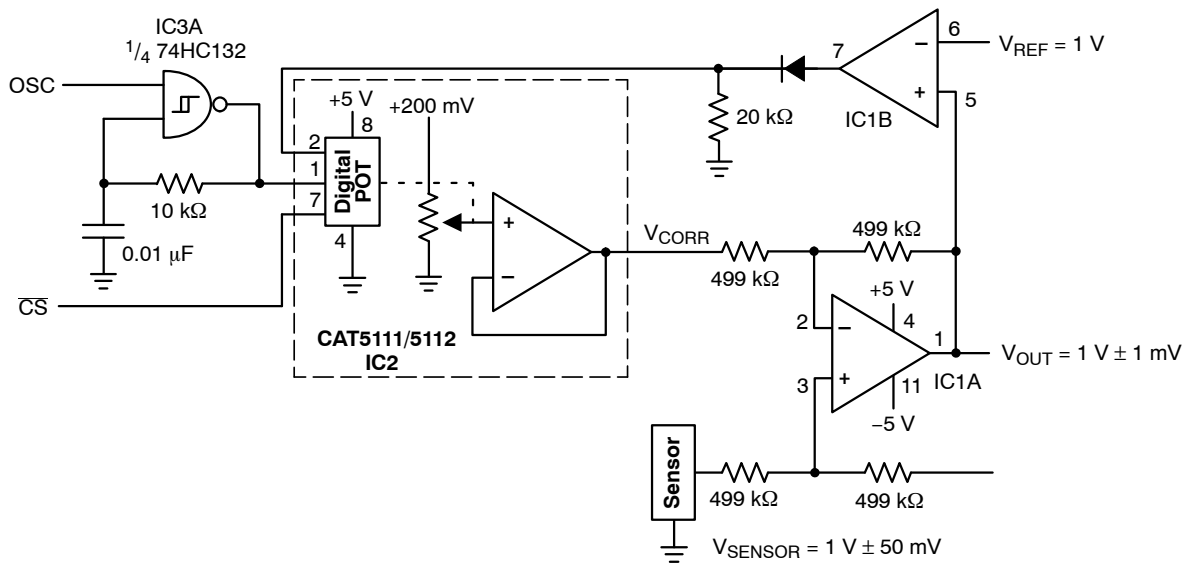 IC3A
1/4 74HC132
OSC
10 kΩ
0.01 μF
CS
+5 V
+200 mV
8
2
1
7
4
Digital
POT
+
−
CAT5111/5112
IC2
VCORR
7
−
6
VREF = 1 V
+
5
IC1B
20 kΩ
499 kΩ
499 kΩ
+5 V
2
−
4
1
VOUT = 1 V ± 1 mV
3
+
11
IC1A
−5 V
Sensor
499 kΩ
499 kΩ
VSENSOR = 1 V ± 50 mV